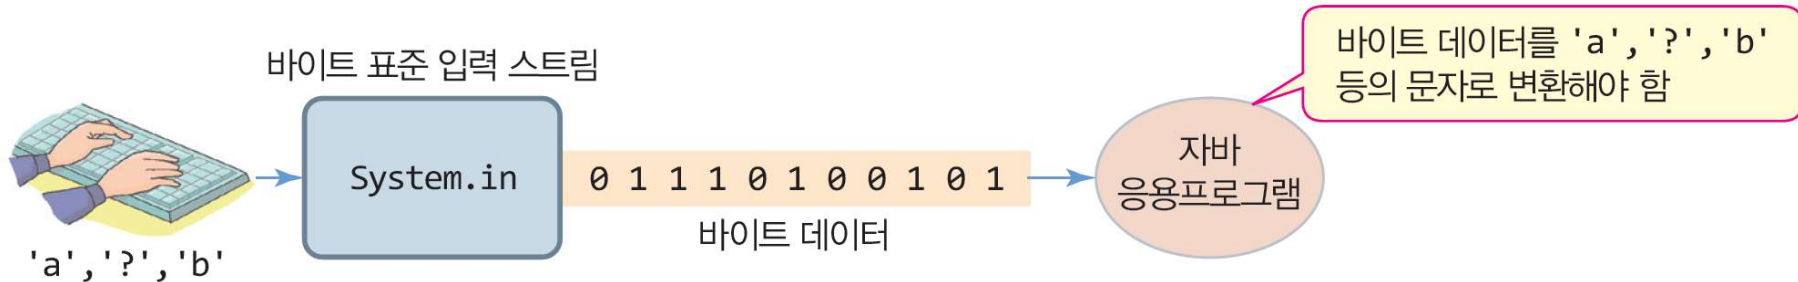 바이트 표준 입력 스트림
'a','?','b'
System.in
0 1 1 1 0 1 0 0 1 0 1
바이트 데이터
자바
응용프로그램
바이트 데이터를 'a','?','b'
등의 문자로 변환해야 함